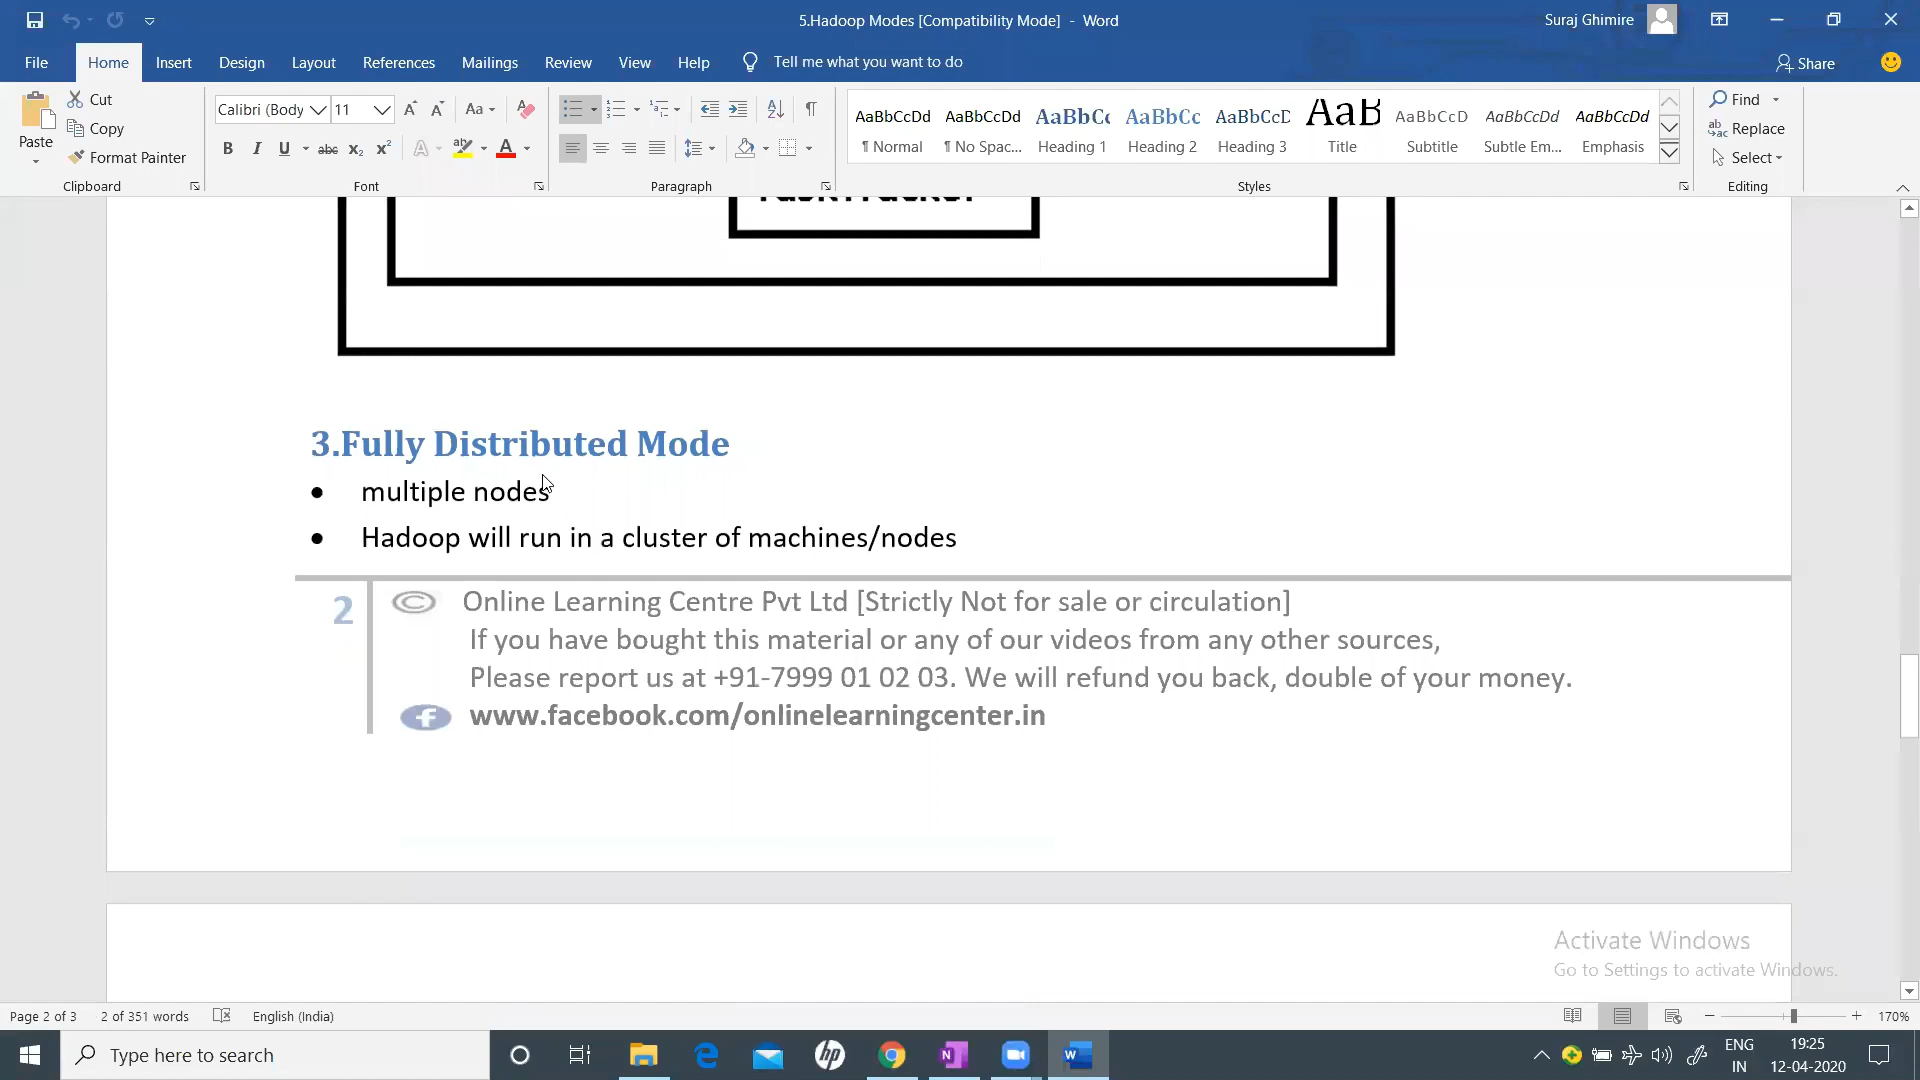 5.Hadoop Modes [Compatibility Mode] - Word
Suraj Ghimire
File Home Insert Design Layout References Mailings Review View Help Tell me what you want to do
Share
Paste
Cut
Copy
Format Painter
Clipboard
Calibri (Body 11
Font
Paragraph
AaBbCcDd AaBbCcDd AaBbCc AaBbCc AaBbCcD AaB AaBbCcD AaBbCcDd AaBbCcDd
¶ Normal ¶ No Spac... Heading 1 Heading 2 Heading 3 Title Subtitle Subtle Em... Emphasis
Styles
Find
Replace
Select
Editing
3.Fully Distributed Mode
• multiple nodes
• Hadoop will run in a cluster of machines/nodes
2 © Online Learning Centre Pvt Ltd [Strictly Not for sale or circulation]
If you have bought this material or any of our videos from any other sources,
Please report us at +91-7999 01 02 03. We will refund you back, double of your money.
www.facebook.com/onlinelearningcenter.in
Activate Windows
Go to Settings to activate Windows.
Page 2 of 3 2 of 351 words English (India) 170%
Type here to search
ENG
IN
19:25
12-04-2020